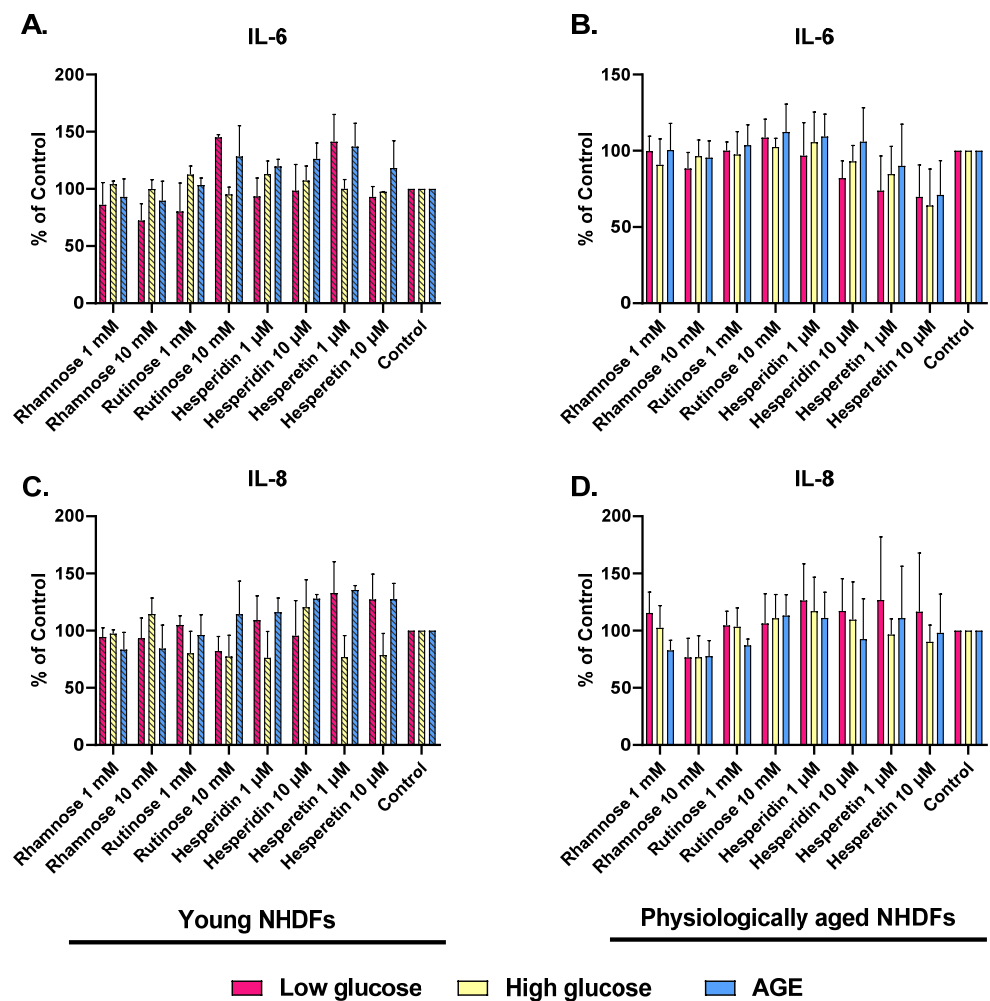 A.
IL-6
% of Control
200
150
100
50
0
Rhamnose 1 mM
Rhamnose 10 mM
Rutinose 1 mM
Rutinose 10 mM
Hesperidin 1 µM
Hesperidin 10 µM
Hesperetin 1 µM
Hesperetin 10 µM
Control
B.
IL-6
% of Control
150
100
50
0
Rhamnose 1 mM
Rhamnose 10 mM
Rutinose 1 mM
Rutinose 10 mM
Hesperidin 1 µM
Hesperidin 10 µM
Hesperetin 1 µM
Hesperetin 10 µM
Control
C.
IL-8
% of Control
200
150
100
50
0
Rhamnose 1 mM
Rhamnose 10 mM
Rutinose 1 mM
Rutinose 10 mM
Hesperidin 1 µM
Hesperidin 10 µM
Hesperetin 1 µM
Hesperetin 10 µM
Control
D.
IL-8
% of Control
200
150
100
50
0
Rhamnose 1 mM
Rhamnose 10 mM
Rutinose 1 mM
Rutinose 10 mM
Hesperidin 1 µM
Hesperidin 10 µM
Hesperetin 1 µM
Hesperetin 10 µM
Control
Young NHDFs
Physiologically aged NHDFs
Low glucose
High glucose
AGE